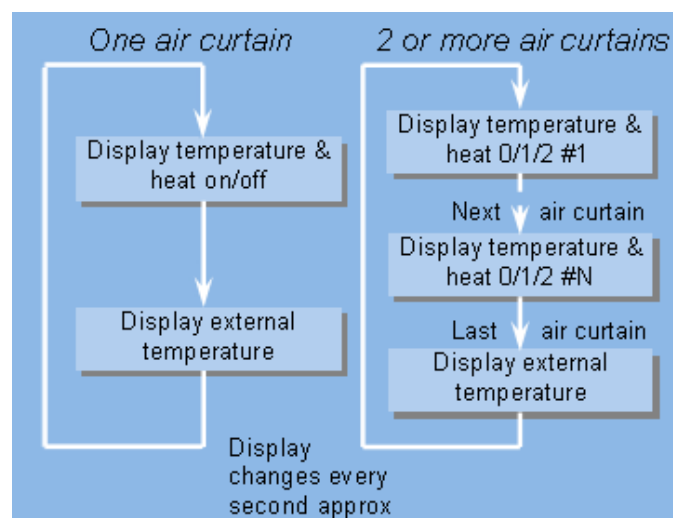 One air curtain
Display temperature &
heat on/off
Display external
temperature
2 or more air curtains
Display temperature &
heat 0/1/2 #1
Next air curtain
Display temperature &
heat 0/1/2 #N
Last air curtain
Display external
temperature
Display
changes every
second approx